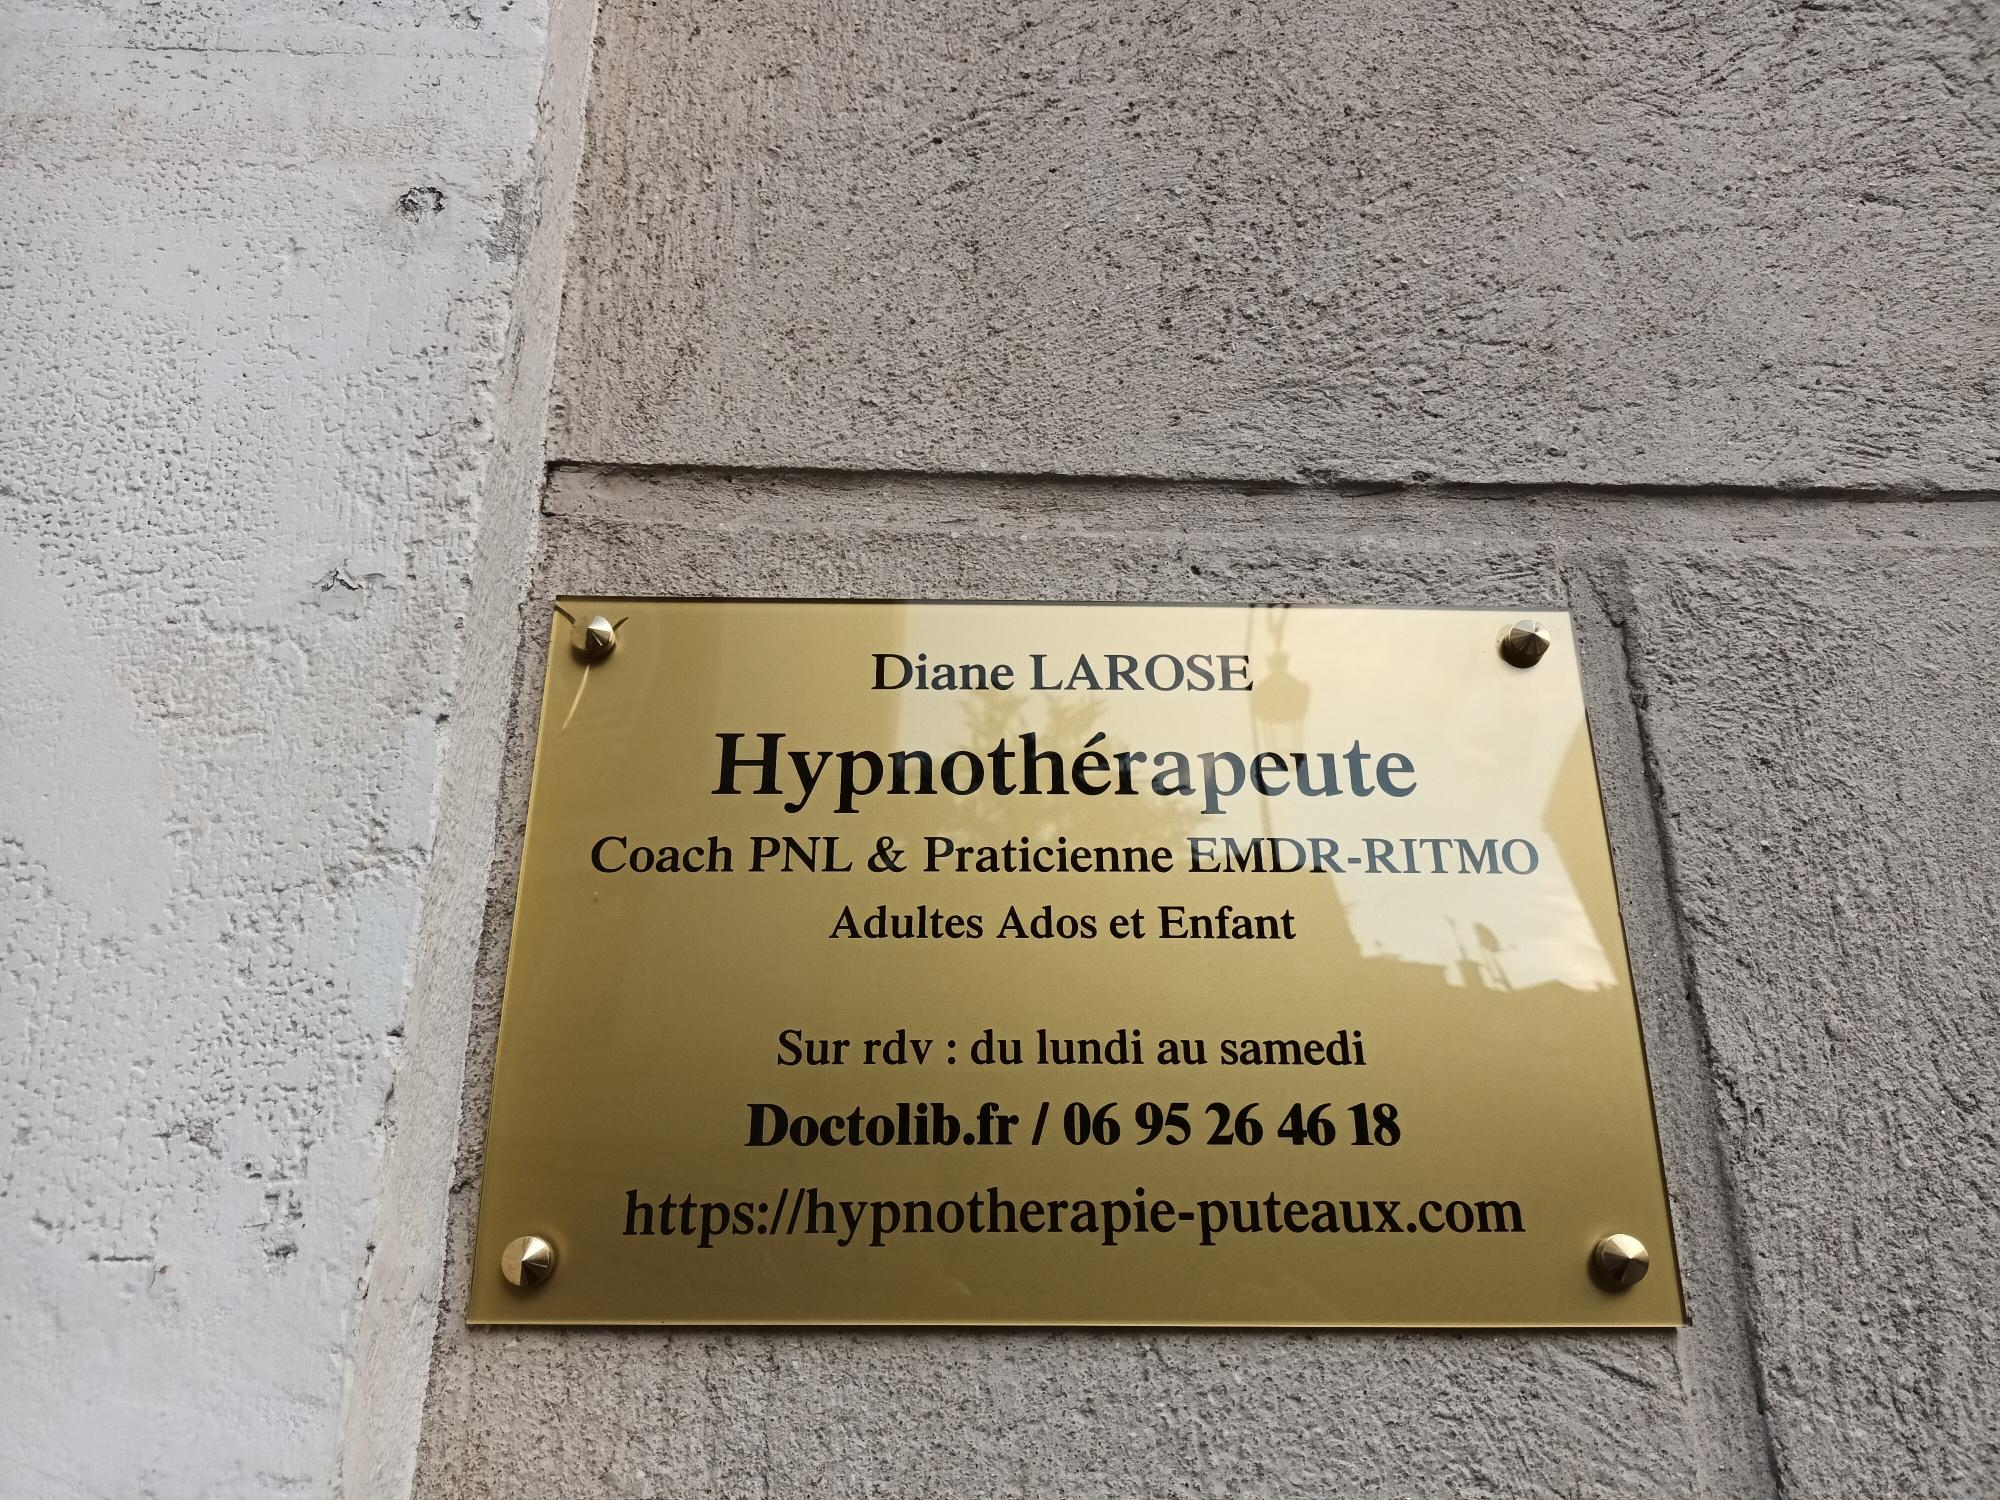 Diane LAROSE
Hypnothérapeute
Coach PNL & Praticienne EMDR-RITMO
Adultes Ados et Enfant
Sur rdv : du lundi au samedi
Doctolib.fr / 06 95 26 46 18
https://hypnotherapie-puteaux.com